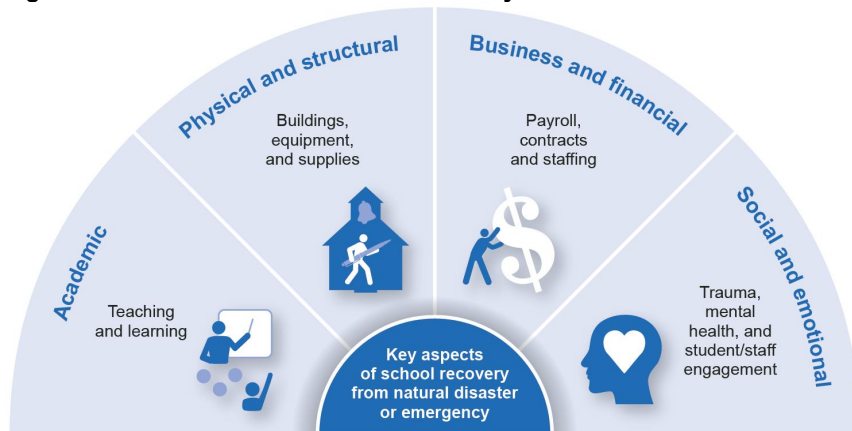 Academic
Teaching
and learning
Physical and structural
Buildings,
equipment,
and supplies
Business and financial
Payroll,
contracts
and staffing
Social and emotional
Trauma,
mental
health, and
student/staff
engagement
Key aspects
of school recovery
from natural disaster
or emergency